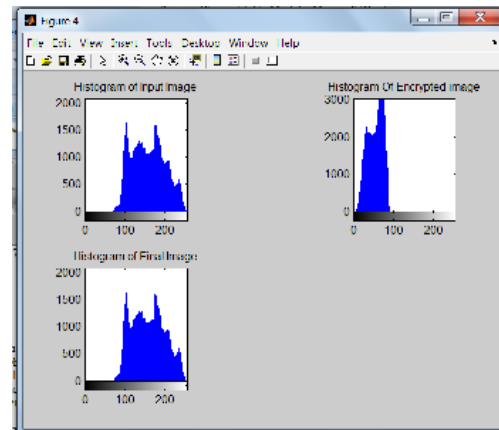 Figure 4
File Edit View Insert Tools Desktop Window Help
Histogram of Input Image
2000
1500
1000
500
0
0 100 200
Histogram Of Encrypted image
3000
2000
1000
0
0 100 200
Histogram of Final Image
2000
1500
1000
500
0
0 100 200